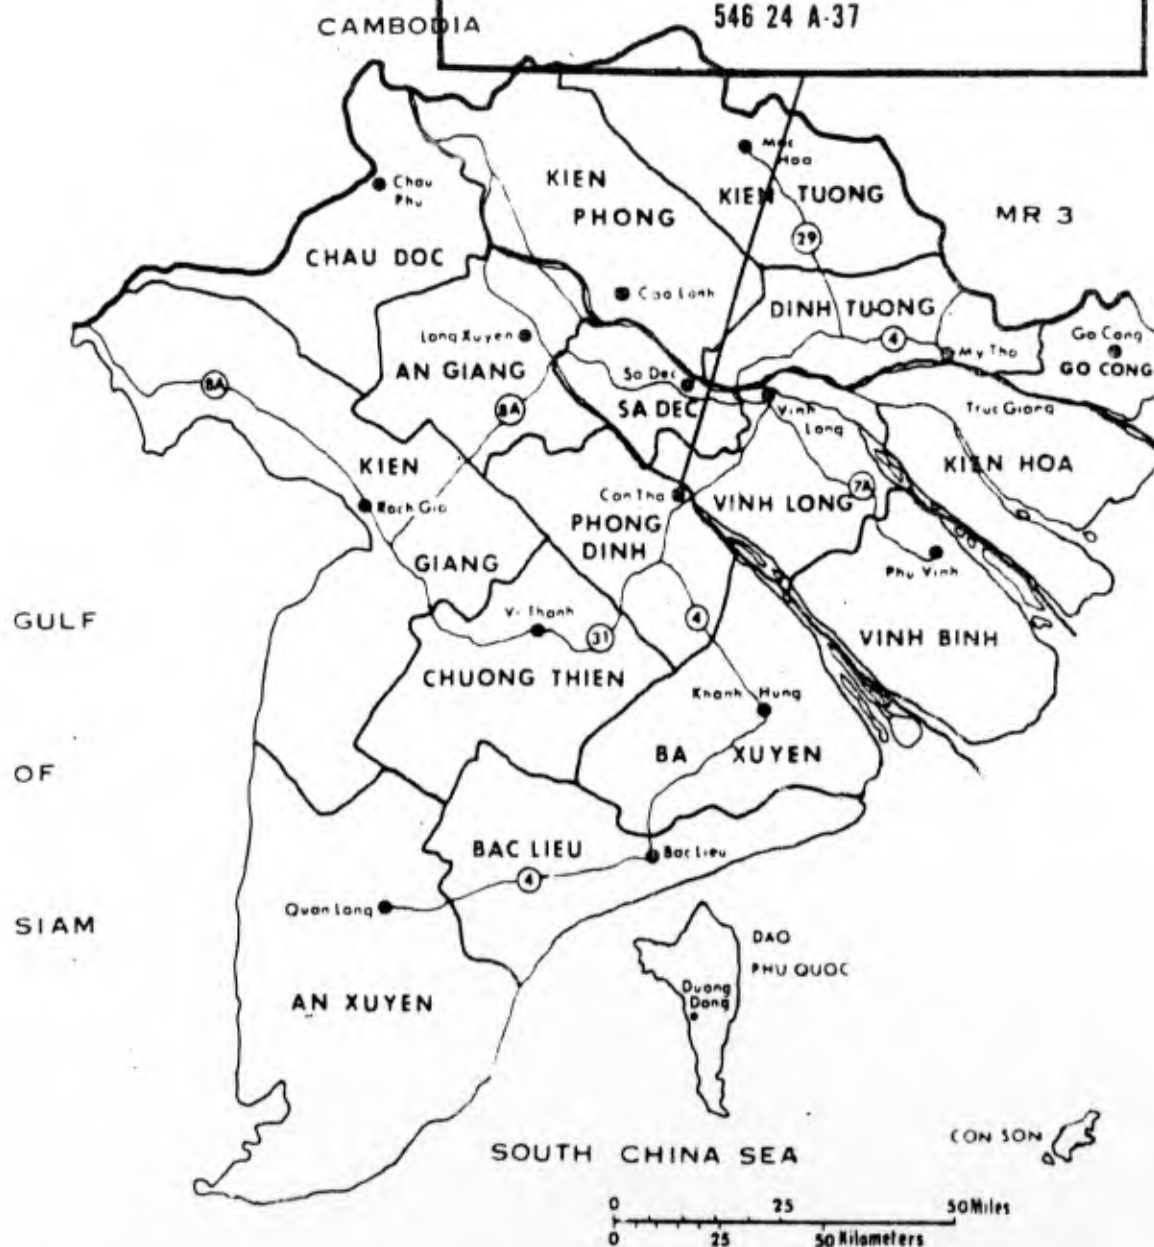 546 24 A-37
CAMBODIA
Moc
Hoa
Chau
Phu
KIEN
PHONG
KIEN TUONG
MR 3
29
CHAU DOC
Cao Lanh
DINH TUONG
Long Xuyen
4
My Tho
Go Cong
GO CONG
AN GIANG
Sa Dec
8A
8A
SA DEC
Vinh
Long
Truc Giang
KIEN HOA
KIEN
Can Tho
VINH LONG
7A
Rach Gia
PHONG
DINH
GIANG
Phu Vinh
GULF
Vi Thanh
31
4
VINH BINH
CHUONG THIEN
Khanh Hung
OF
BA XUYEN
BAC LIEU
Bac Lieu
4
Quan Long
SIAM
DAO
PHU QUOC
Duong
Dong
AN XUYEN
SOUTH CHINA SEA
CON SON
0 25 50 Miles
0 25 50 Kilometers